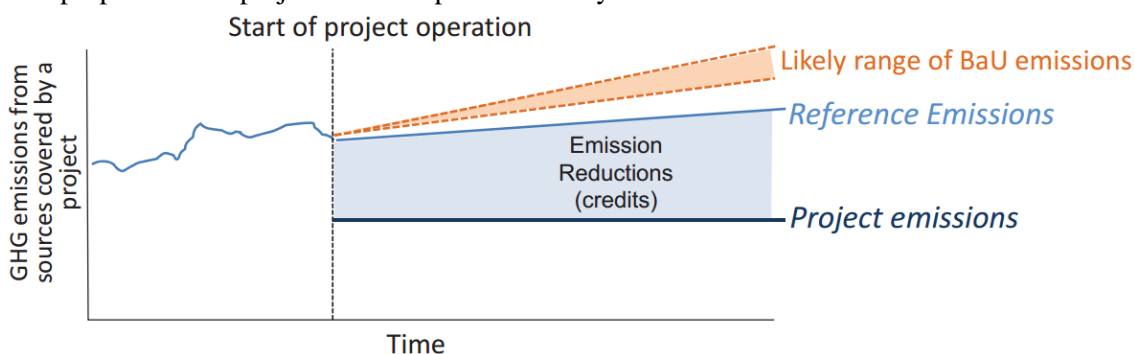 Start of project operation
GHG emissions from
sources covered by a
project
Likely range of BaU emissions
Reference Emissions
Emission
Reductions
(credits)
Project emissions
Time